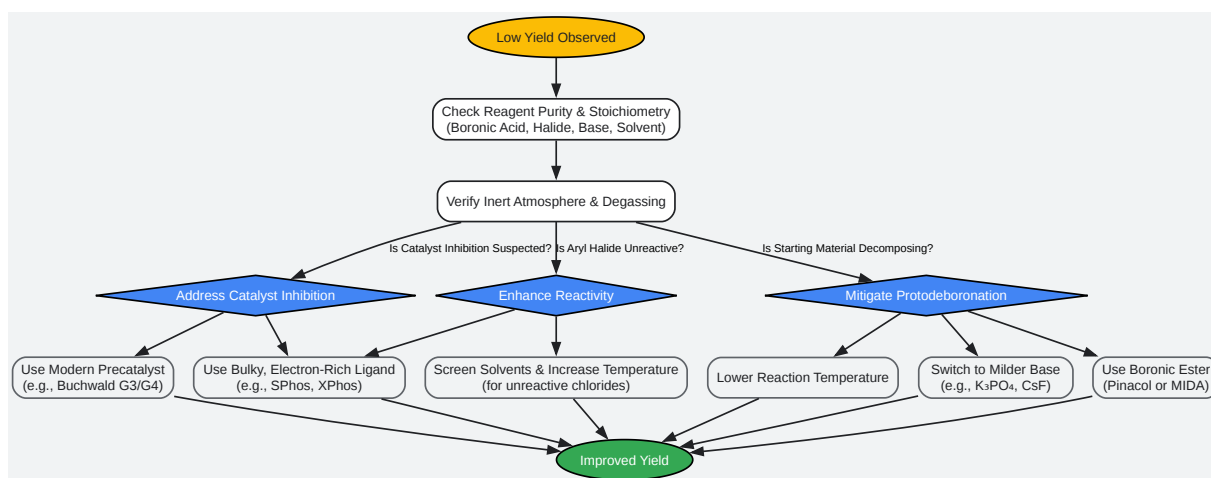 Low Yield Observed
Check Reagent Purity & Stoichiometry
(Boronic Acid, Halide, Base, Solvent)
Verify Inert Atmosphere & Degassing
Is Catalyst Inhibition Suspected?
Is Aryl Halide Unreactive?
Is Starting Material Decomposing?
Address Catalyst Inhibition
Enhance Reactivity
Mitigate Protodeboronation
Use Modern Precatalyst
(e.g., Buchwald G3/G4)
Use Bulky, Electron-Rich Ligand
(e.g., SPhos, XPhos)
Screen Solvents & Increase Temperature
(for unreactive chlorides)
Lower Reaction Temperature
Switch to Milder Base
(e.g., K₃PO₄, CsF)
Use Boronic Ester
(Pinacol or MIDA)
Improved Yield